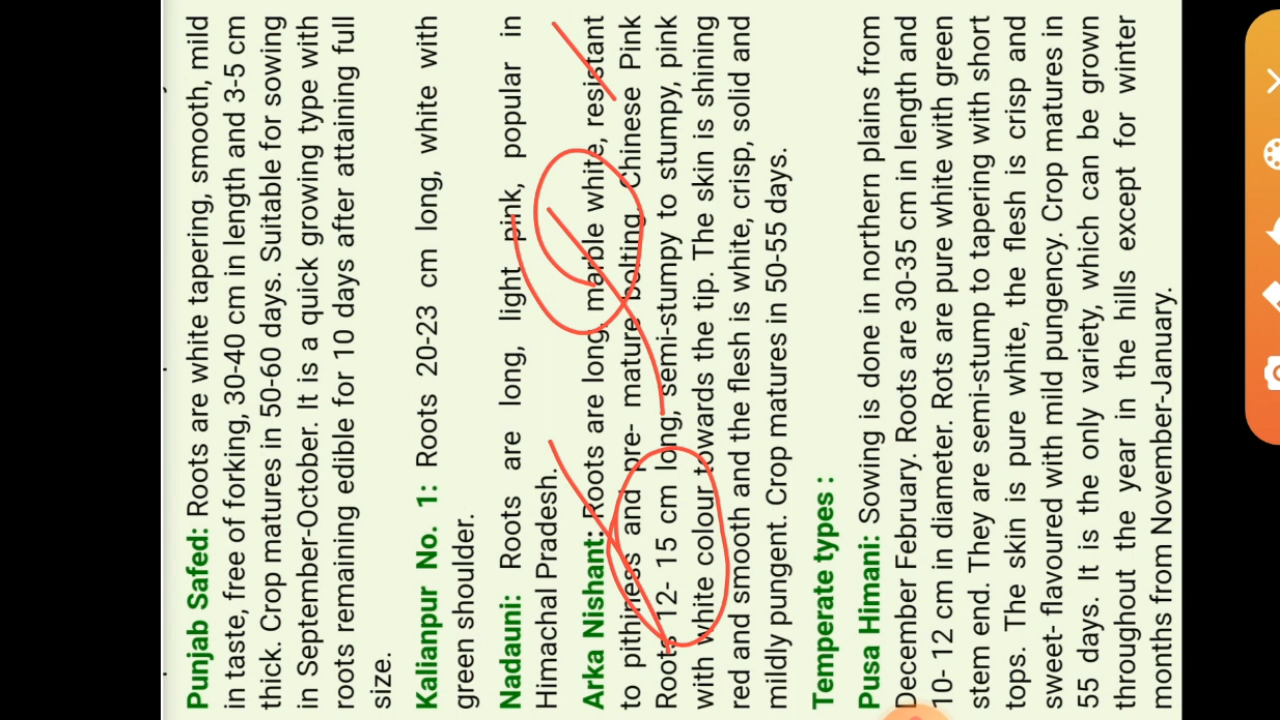 Punjab Safed: Roots are white tapering, smooth, mild
in taste, free of forking, 30-40 cm in length and 3-5 cm
thick. Crop matures in 50-60 days. Suitable for sowing
in September-October. It is a quick growing type with
roots remaining edible for 10 days after attaining full
size.
Kalianpur No. 1: Roots 20-23 cm long, white with
green shoulder.
Nadauni: Roots are long, light pink, popular in
Himachal Pradesh.
Arka Nishant: Roots are long, marble white, resistant
to pithiness and pre- mature bolting, Chinese Pink
Roots 12- 15 cm long, semi-stumpy to stumpy, pink
with white colour towards the tip. The skin is shining
red and smooth and the flesh is white, crisp, solid and
mildly pungent. Crop matures in 50-55 days.
Temperate types :
Pusa Himani: Sowing is done in northern plains from
December February. Roots are 30-35 cm in length and
10- 12 cm in diameter. Rots are pure white with green
stem end. They are semi-stump to tapering with short
tops. The skin is pure white, the flesh is crisp and
sweet- flavoured with mild pungency. Crop matures in
55 days. It is the only variety, which can be grown
throughout the year in the hills except for winter
months from November-January.